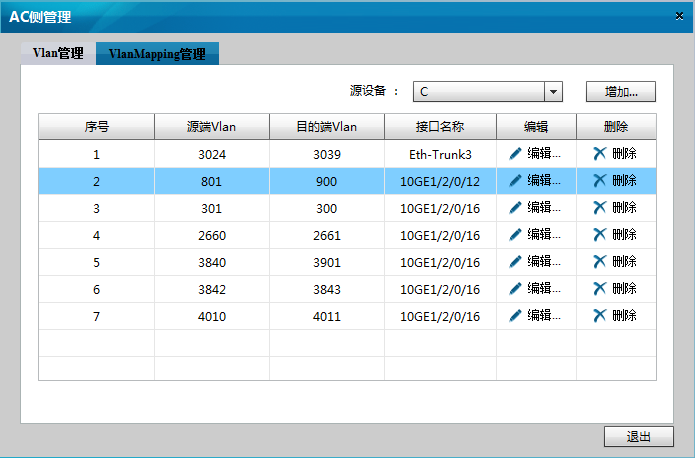 AC侧管理
Vlan管理 VlanMapping管理
源设备 : C 增加...
序号 源端Vlan 目的端Vlan 接口名称 编辑 删除
1 3024 3039 Eth-Trunk3 编辑... 删除
2 801 900 10GE1/2/0/12 编辑... 删除
3 301 300 10GE1/2/0/16 编辑... 删除
4 2660 2661 10GE1/2/0/16 编辑... 删除
5 3840 3901 10GE1/2/0/16 编辑... 删除
6 3842 3843 10GE1/2/0/16 编辑... 删除
7 4010 4011 10GE1/2/0/16 编辑... 删除
退出